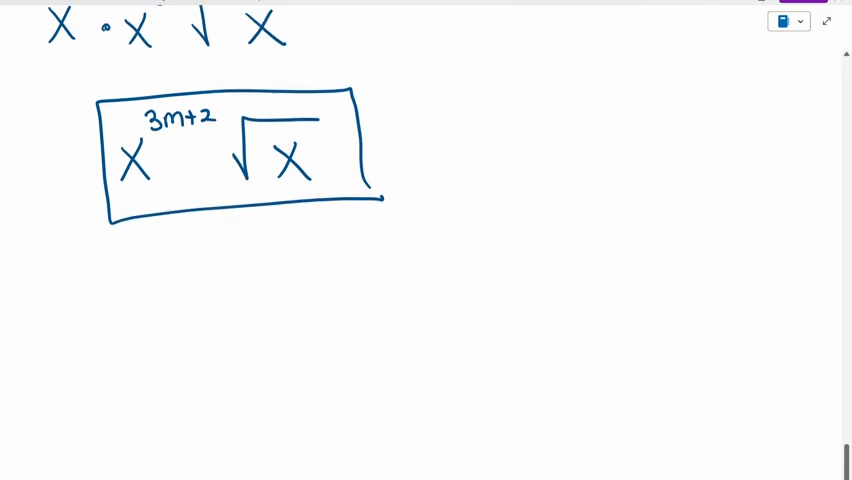 x · x √x
x^{3m+2} √x